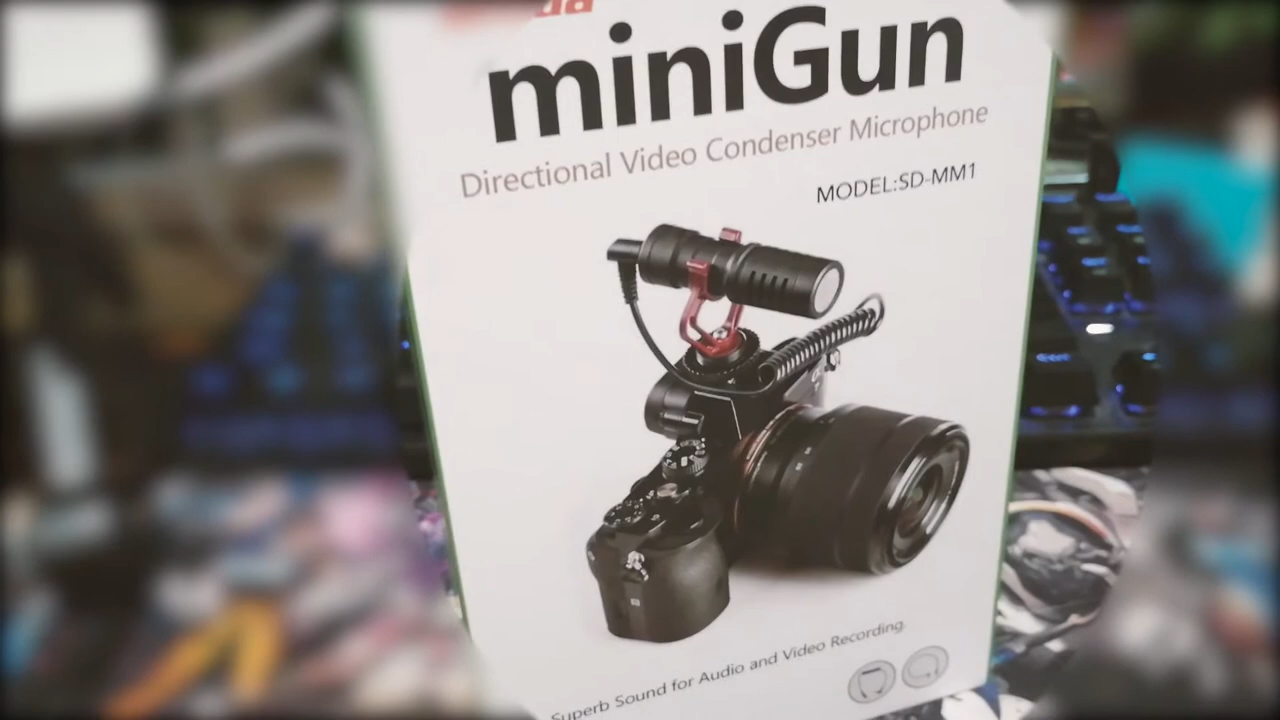 miniGun
Directional Video Condenser Microphone
MODEL:SD-MM1
Superb Sound for Audio and Video Recording.